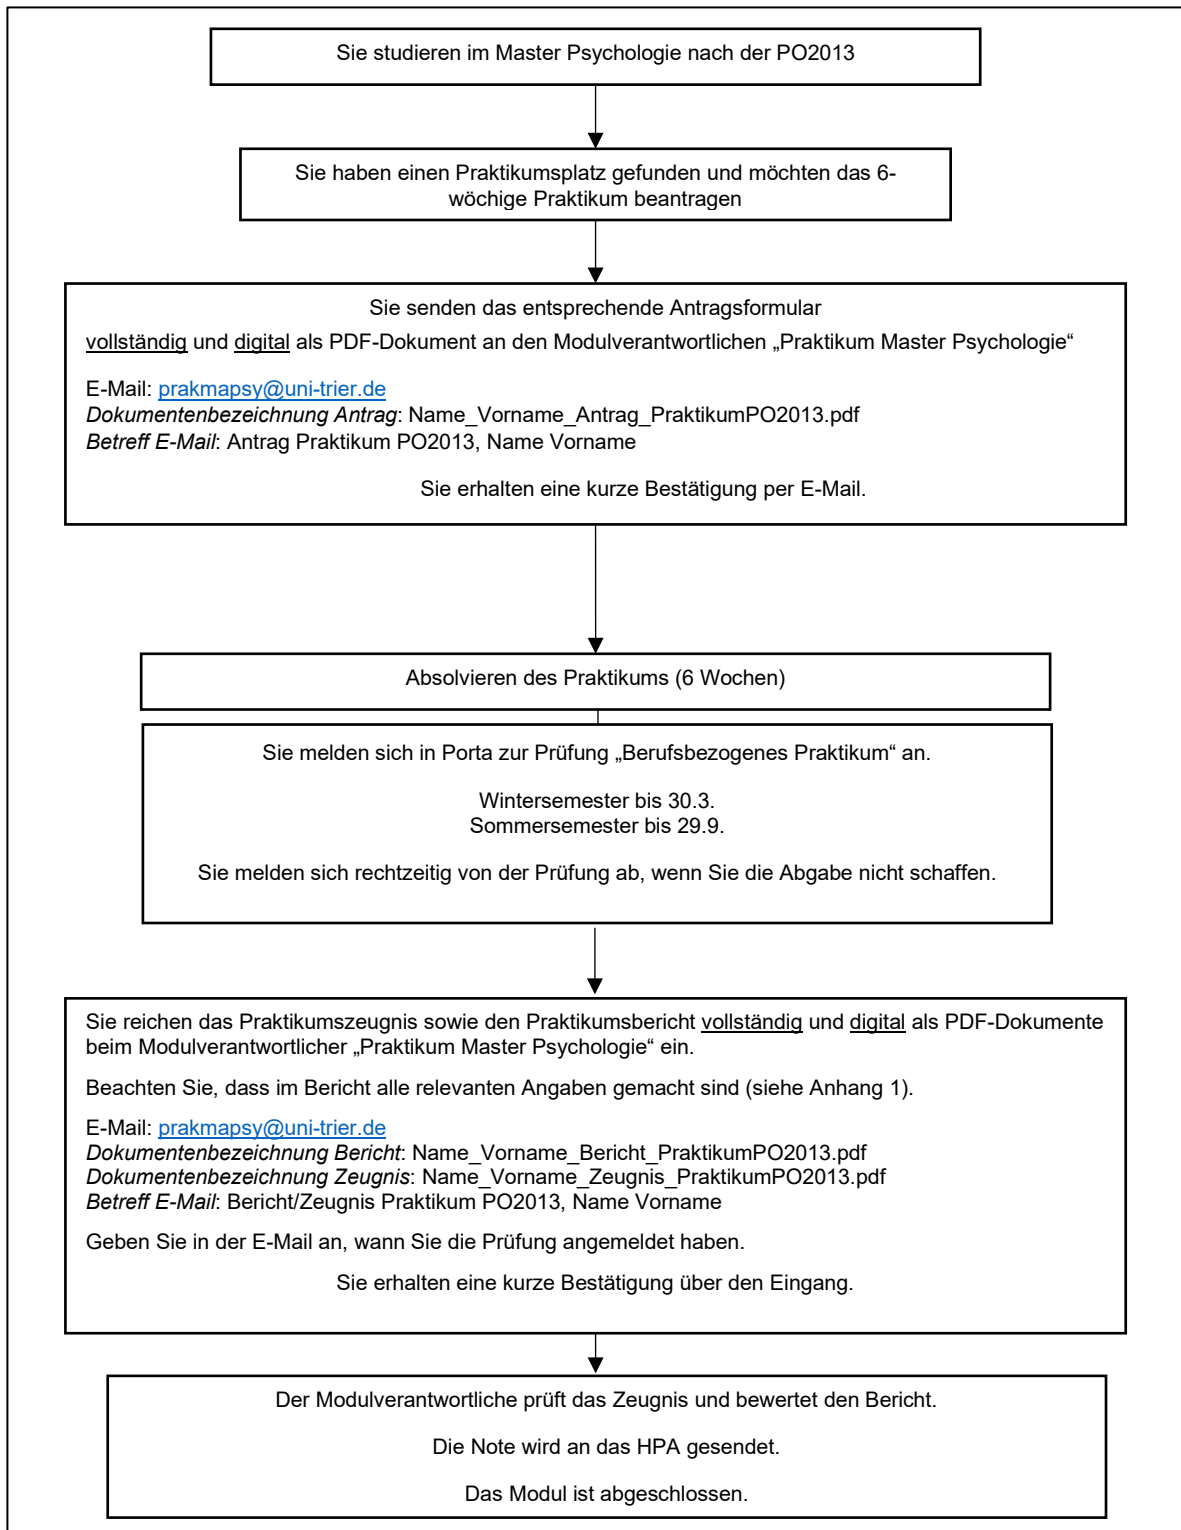 Sie studieren im Master Psychologie nach der PO2013
Sie haben einen Praktikumsplatz gefunden und möchten das 6-
wöchige Praktikum beantragen
Sie senden das entsprechende Antragsformular
vollständig und digital als PDF-Dokument an den Modulverantwortlichen „Praktikum Master Psychologie“
E-Mail: prakmapsy@uni-trier.de
Dokumentenbezeichnung Antrag: Name_Vorname_Antrag_PraktikumPO2013.pdf
Betreff E-Mail: Antrag Praktikum PO2013, Name Vorname
Sie erhalten eine kurze Bestätigung per E-Mail.
Absolvieren des Praktikums (6 Wochen)
Sie melden sich in Porta zur Prüfung „Berufsbezogenes Praktikum“ an.
Wintersemester bis 30.3.
Sommersemester bis 29.9.
Sie melden sich rechtzeitig von der Prüfung ab, wenn Sie die Abgabe nicht schaffen.
Sie reichen das Praktikumszeugnis sowie den Praktikumsbericht vollständig und digital als PDF-Dokumente
beim Modulverantwortlicher „Praktikum Master Psychologie“ ein.
Beachten Sie, dass im Bericht alle relevanten Angaben gemacht sind (siehe Anhang 1).
E-Mail: prakmapsy@uni-trier.de
Dokumentenbezeichnung Bericht: Name_Vorname_Bericht_PraktikumPO2013.pdf
Dokumentenbezeichnung Zeugnis: Name_Vorname_Zeugnis_PraktikumPO2013.pdf
Betreff E-Mail: Bericht/Zeugnis Praktikum PO2013, Name Vorname
Geben Sie in der E-Mail an, wann Sie die Prüfung angemeldet haben.
Sie erhalten eine kurze Bestätigung über den Eingang.
Der Modulverantwortliche prüft das Zeugnis und bewertet den Bericht.
Die Note wird an das HPA gesendet.
Das Modul ist abgeschlossen.